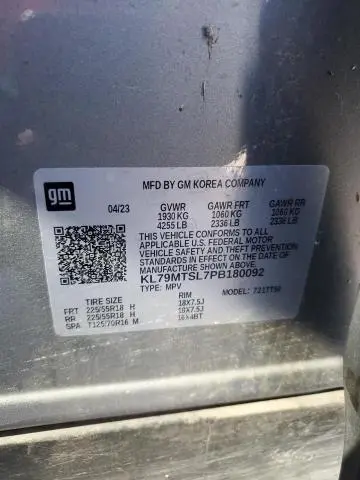 gm
MFD BY GM KOREA COMPANY
04/23 GVWR GAWR FRT GAWR RR
1930 KG 1060 KG 1060 KG
4255 LB 2336 LB 2336 LB
THIS VEHICLE CONFORMS TO ALL
APPLICABLE U.S. FEDERAL MOTOR
VEHICLE SAFETY AND THEFT PREVENTION
STANDARDS IN EFFECT ON THE DATE OF
MANUFACTURE SHOWN ABOVE.
KL79MTSL7PB180092
TYPE: MPV MODEL:
TIRE SIZE RIM
FRT 225/55R18 H 18X7.5J
RR 225/55R18 H 18X7.5J
SPA T125/70R16 M 16X4BT